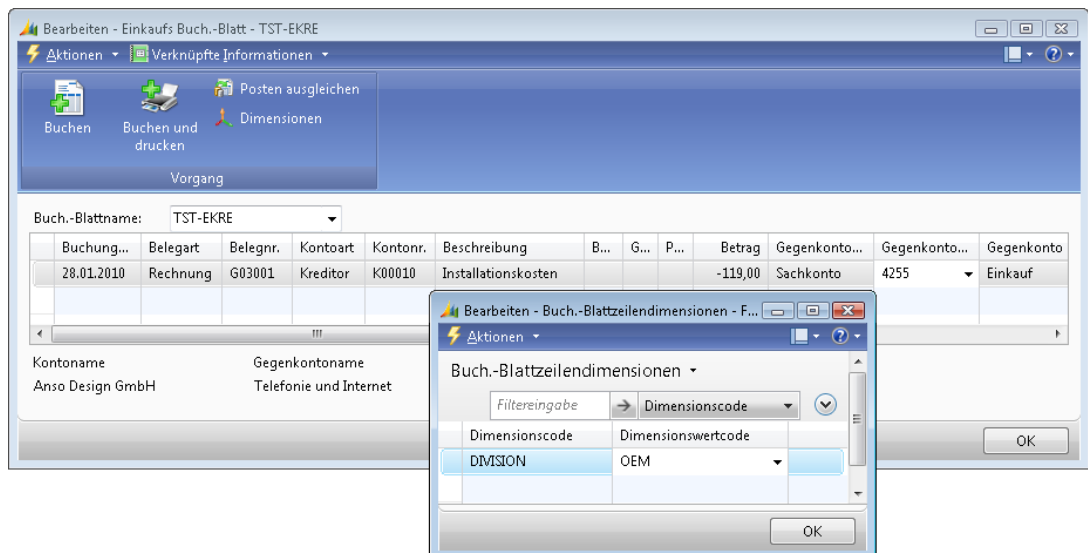 Bearbeiten - Einkaufs Buch.-Blatt - TST-EKRE
Aktionen Verknüpfte Informationen
Buchen
Buchen und drucken
Posten ausgleichen
Dimensionen
Vorgang
Buch.-Blattname: TST-EKRE
Buchung... Belegart Belegnr. Kontoart Kontonr. Beschreibung B... G... P... Betrag Gegenkonto... Gegenkonto... Gegenkonto
28.01.2010 Rechnung G03001 Kreditor K00010 Installationskosten -119,00 Sachkonto 4255 Einkauf
Kontoname Gegenkontoname
Anso Design GmbH Telefonie und Internet
OK
Bearbeiten - Buch.-Blattzeilendimensionen - F...
Aktionen
Buch.-Blattzeilendimensionen
Filtereingabe Dimensionscode
Dimensionscode Dimensionswertcode
DIVISION OEM
OK